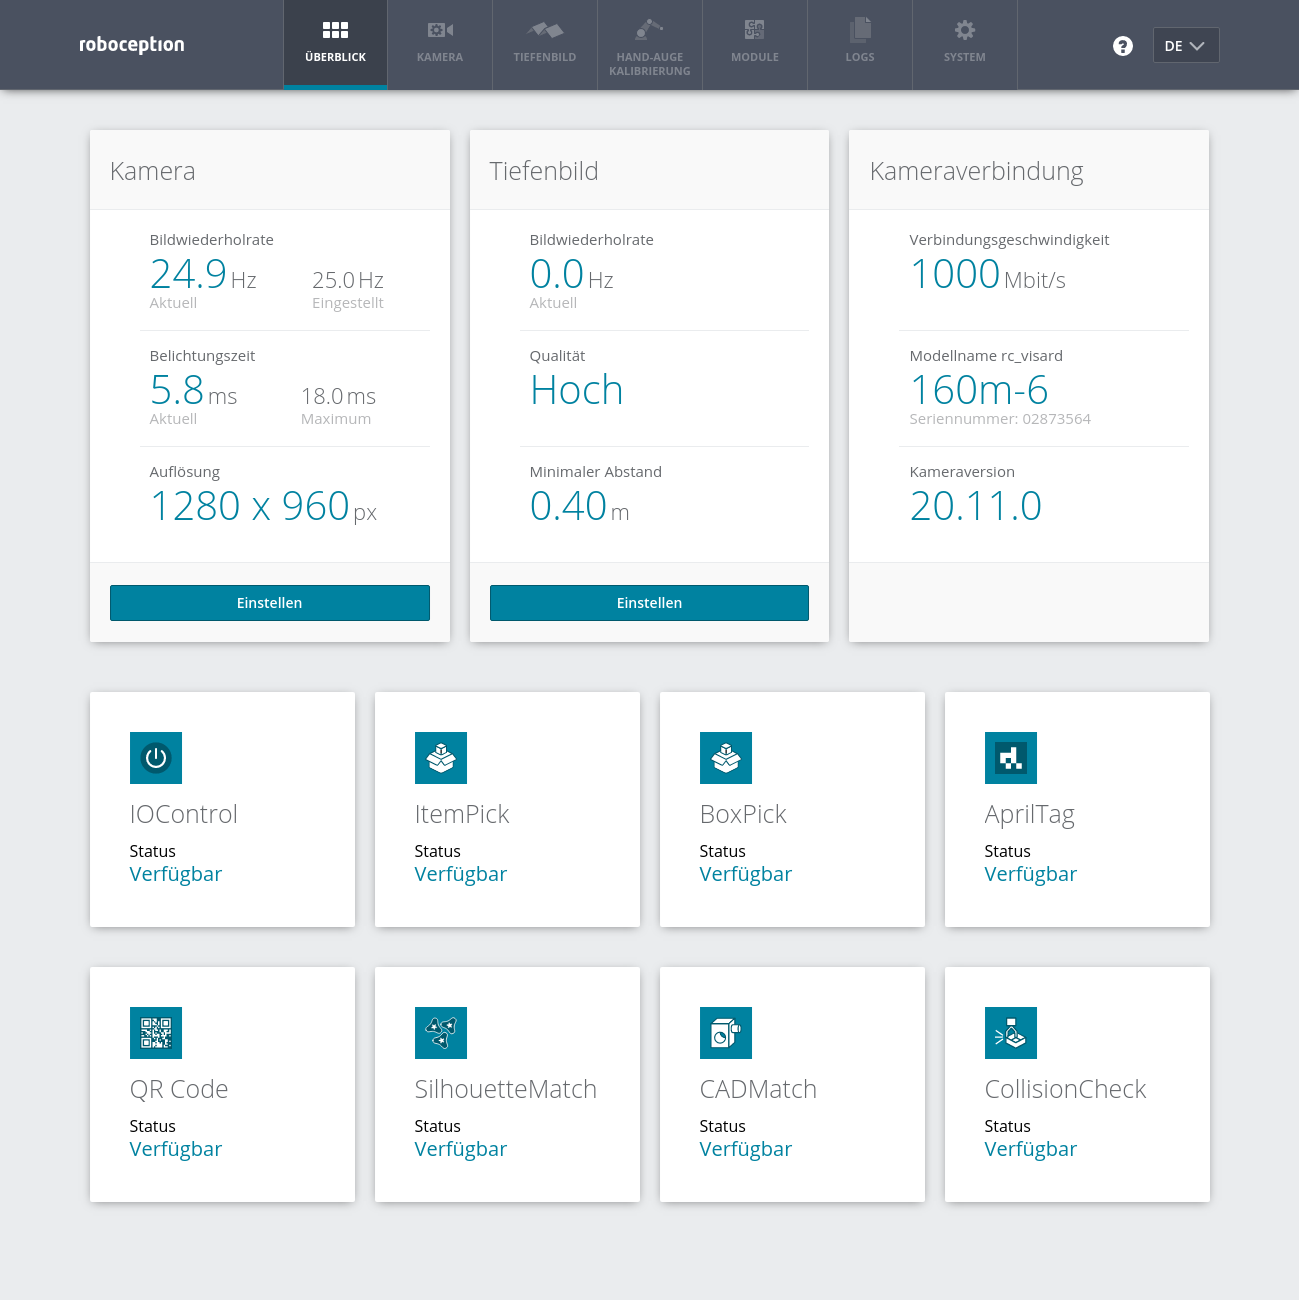 roboception
ÜBERBLICK
KAMERA
TIEFENBILD
HAND-AUGE
KALIBRIERUNG
MODULE
LOGS
SYSTEM
?
DE
Kamera
Bildwiederholrate
24.9 Hz 25.0 Hz
Aktuell Eingestellt
Belichtungszeit
5.8 ms 18.0 ms
Aktuell Maximum
Auflösung
1280 x 960 px
Einstellen
Tiefenbild
Bildwiederholrate
0.0 Hz
Aktuell
Qualität
Hoch
Minimaler Abstand
0.40 m
Einstellen
Kameraverbindung
Verbindungsgeschwindigkeit
1000 Mbit/s
Modellname rc_visard
160m-6
Seriennummer: 02873564
Kameraversion
20.11.0
IOControl
Status
Verfügbar
ItemPick
Status
Verfügbar
BoxPick
Status
Verfügbar
AprilTag
Status
Verfügbar
QR Code
Status
Verfügbar
SilhouetteMatch
Status
Verfügbar
CADMatch
Status
Verfügbar
CollisionCheck
Status
Verfügbar